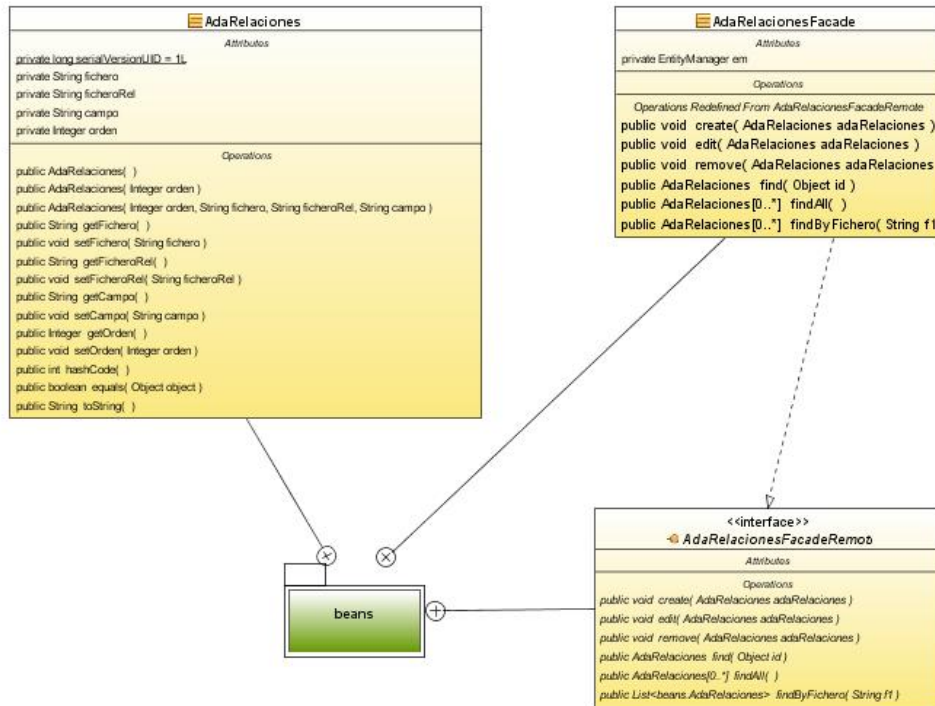 AdaRelaciones
Attributes
private long serialVersionUID = 1L
private String fichero
private String ficheroRel
private String campo
private Integer orden
Operations
public AdaRelaciones( )
public AdaRelaciones( Integer orden )
public AdaRelaciones( Integer orden, String fichero, String ficheroRel, String campo )
public String getFichero( )
public void setFichero( String fichero )
public String getFicheroRel( )
public void setFicheroRel( String ficheroRel )
public String getCampo( )
public void setCampo( String campo )
public Integer getOrden( )
public void setOrden( Integer orden )
public int hashCode( )
public boolean equals( Object object )
public String toString( )
AdaRelacionesFacade
Attributes
private EntityManager em
Operations
Operations Redefined From AdaRelacionesFacadeRemote
public void create( AdaRelaciones adaRelaciones )
public void edit( AdaRelaciones adaRelaciones )
public void remove( AdaRelaciones adaRelaciones
public AdaRelaciones find( Object id )
public AdaRelaciones[0..*] findAll( )
public AdaRelaciones[0..*] findByFichero( String f1
beans
<<interface>>
AdaRelacionesFacadeRemot
Attributes
Operations
public void create( AdaRelaciones adaRelaciones )
public void edit( AdaRelaciones adaRelaciones )
public void remove( AdaRelaciones adaRelaciones )
public AdaRelaciones find( Object id )
public AdaRelaciones[0..*] findAll( )
public List<beans.AdaRelaciones> findByFichero( String f1 )